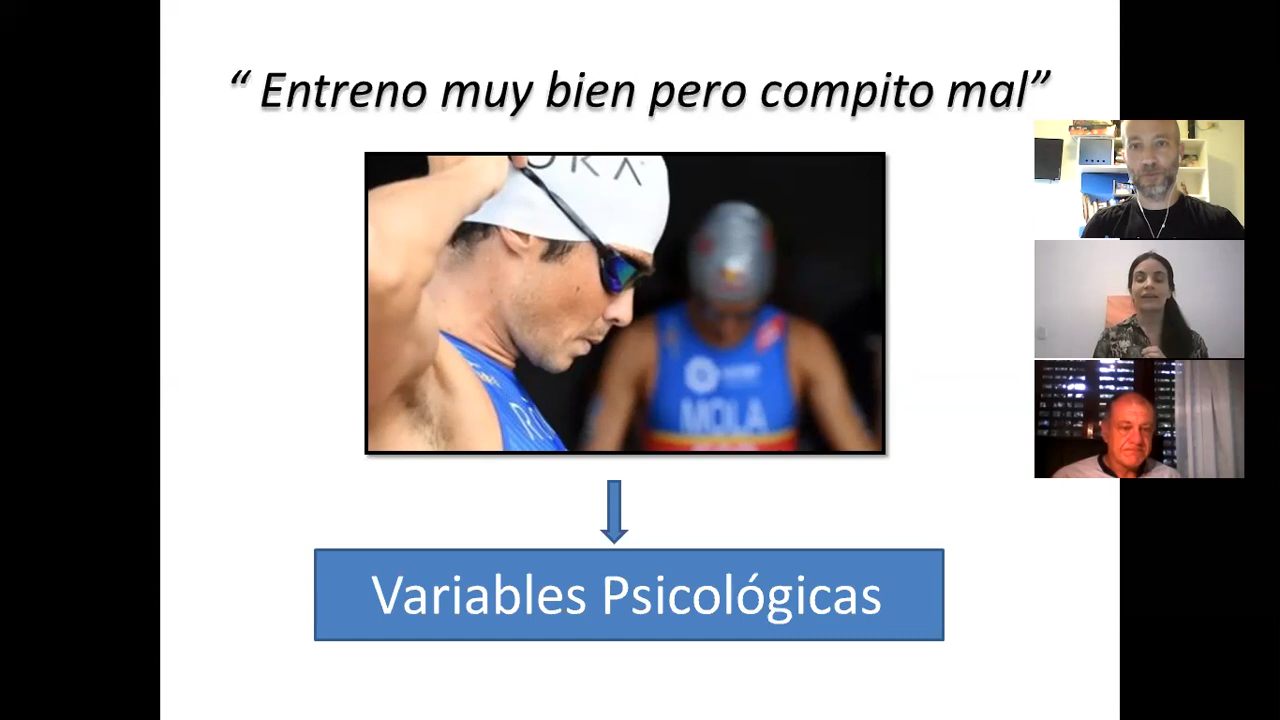 “ Entreno muy bien pero compito mal”
MOLA
Variables Psicológicas